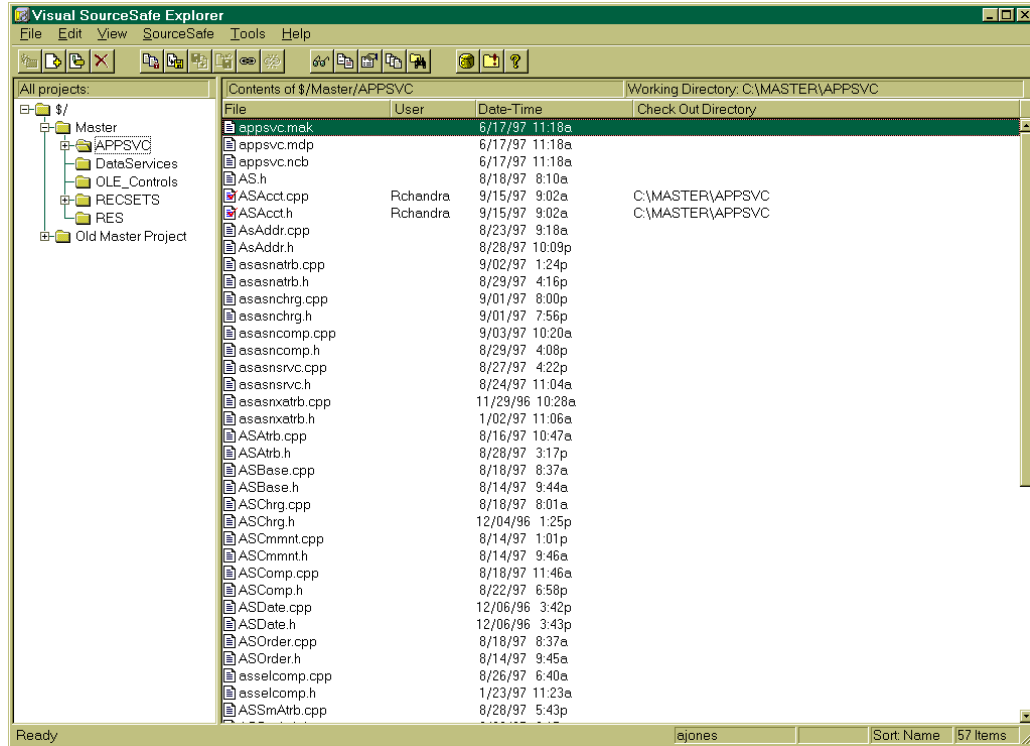 Visual SourceSafe Explorer
File Edit View SourceSafe Tools Help
All projects:
Contents of $/Master/APPSVC
Working Directory: C:\MASTER\APPSVC
$/
Master
APPSVC
DataServices
OLE_Controls
RECSETS
RES
Old Master Project
File User Date-Time Check Out Directory
appsvc.mak 6/17/97 11:18a
appsvc.mdp 6/17/97 11:18a
appsvc.ncb 6/17/97 11:18a
AS.h 8/18/97 8:10a
ASAcct.cpp Rchandra 9/15/97 9:02a C:\MASTER\APPSVC
ASAcct.h Rchandra 9/15/97 9:02a C:\MASTER\APPSVC
AsAddr.cpp 8/23/97 9:18a
AsAddr.h 8/28/97 10:09p
asasnatrb.cpp 9/02/97 1:24p
asasnatrb.h 8/29/97 4:16p
asasnchrg.cpp 9/01/97 8:00p
asasnchrg.h 9/01/97 7:56p
asasncomp.cpp 9/03/97 10:20a
asasncomp.h 8/29/97 4:08p
asasnsrvc.cpp 8/27/97 4:22p
asasnsrvc.h 8/24/97 11:04a
asasnxatrb.cpp 11/29/96 10:28a
asasnxatrb.h 1/02/97 11:06a
ASAtrb.cpp 8/16/97 10:47a
ASAtrb.h 8/28/97 3:17p
ASBase.cpp 8/18/97 8:37a
ASBase.h 8/14/97 9:44a
ASChrg.cpp 8/18/97 8:01a
ASChrg.h 12/04/96 1:25p
ASCmmnt.cpp 8/14/97 1:01p
ASCmmnt.h 8/14/97 9:46a
ASComp.cpp 8/18/97 11:46a
ASComp.h 8/22/97 6:58p
ASDate.cpp 12/06/96 3:42p
ASDate.h 12/06/96 3:43p
ASOrder.cpp 8/18/97 8:37a
ASOrder.h 8/14/97 9:45a
asselcomp.cpp 8/26/97 6:40a
asselcomp.h 1/23/97 11:23a
ASSmAtrb.cpp 8/28/97 5:43p
Ready ajones Sort: Name 57 Items